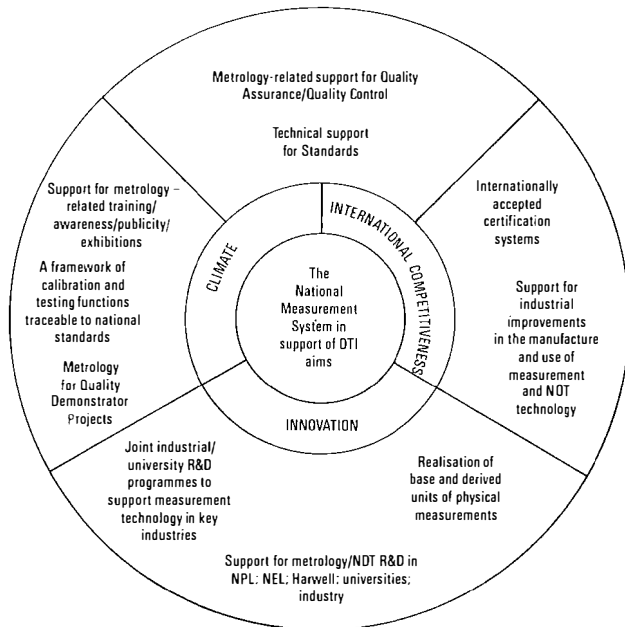 Metrology-related support for Quality
Assurance/Quality Control
Technical support
for Standards
Support for metrology –
related training/
awareness/publicity/
exhibitions
A framework of
calibration and
testing functions
traceable to national
standards
Metrology
for Quality
Demonstrator
Projects
Internationally
accepted
certification
systems
Support for
industrial
improvements
in the manufacture
and use of
measurement
and NOT
technology
CLIMATE
INTERNATIONAL COMPETITIVENESS
The
National
Measurement
System in
support of DTI
aims
INNOVATION
Joint industrial/
university R&D
programmes to
support measurement
technology in key
industries
Realisation of
base and derived
units of physical
measurements
Support for metrology/NDT R&D in
NPL; NEL; Harwell; universities;
industry